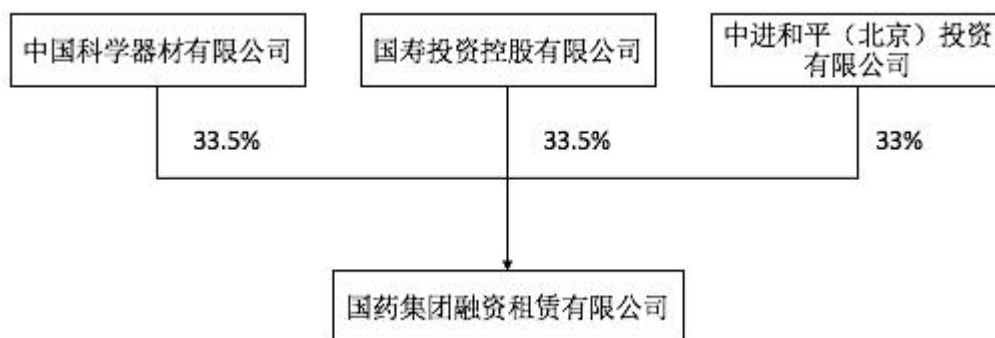 中国科学器材有限公司
国寿投资控股有限公司
中进和平（北京）投资
有限公司
33.5%
33.5%
33%
国药集团融资租赁有限公司